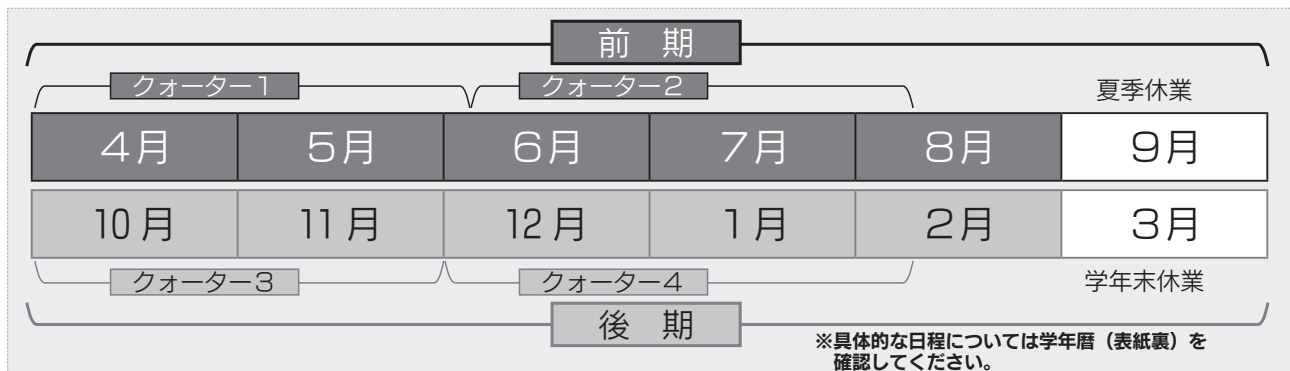 前　期
クォーター1
クォーター2
夏季休業
4月
5月
6月
7月
8月
9月
10月
11月
12月
1月
2月
3月
クォーター3
クォーター4
学年末休業
後　期
※具体的な日程については学年暦（表紙裏）を
確認してください。